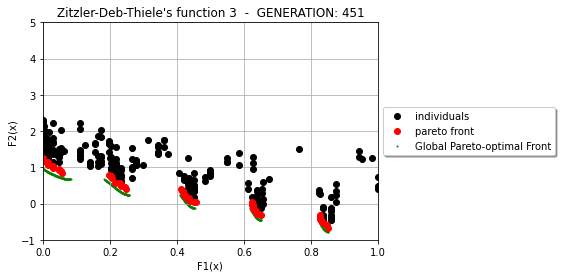 Zitzler-Deb-Thiele's function 3 - GENERATION: 451
5
4
3
2
1
0
−1
F2(x)
0.0 0.2 0.4 0.6 0.8 1.0
F1(x)
individuals
pareto front
Global Pareto-optimal Front